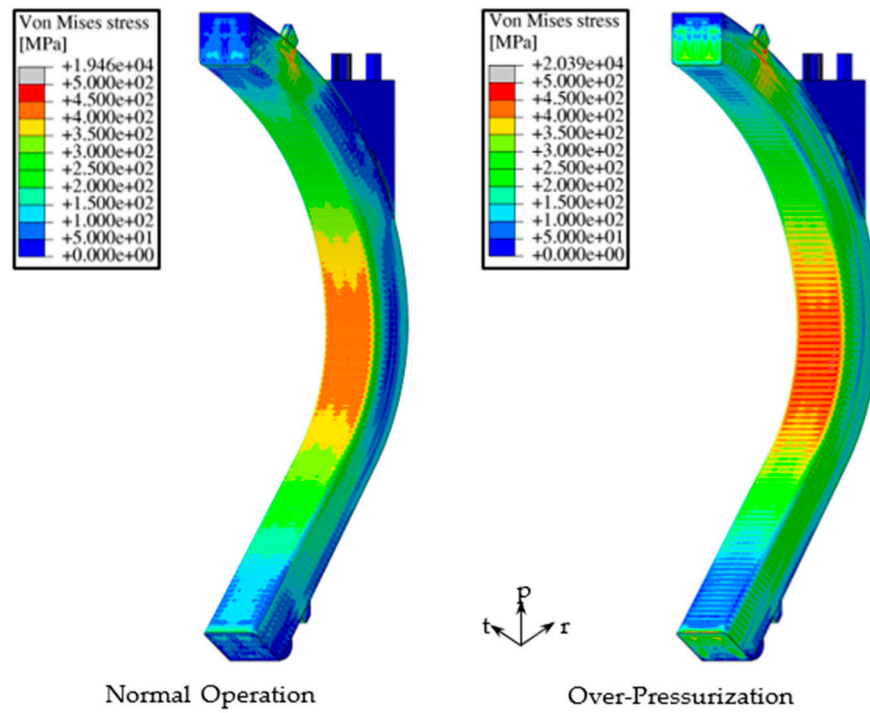 Von Mises stress
[MPa]
+1.946e+04
+5.000e+02
+4.500e+02
+4.000e+02
+3.500e+02
+3.000e+02
+2.500e+02
+2.000e+02
+1.500e+02
+1.000e+02
+5.000e+01
+0.000e+00
Von Mises stress
[MPa]
+2.039e+04
+5.000e+02
+4.500e+02
+4.000e+02
+3.500e+02
+3.000e+02
+2.500e+02
+2.000e+02
+1.500e+02
+1.000e+02
+5.000e+01
+0.000e+00
p
t r
Normal Operation
Over-Pressurization